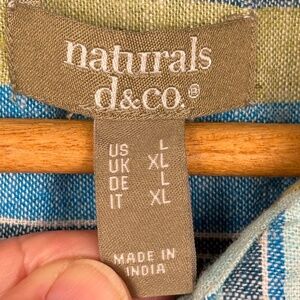 naturals
d&co.®
US L
UK XL
DE L
IT XL
MADE IN
INDIA